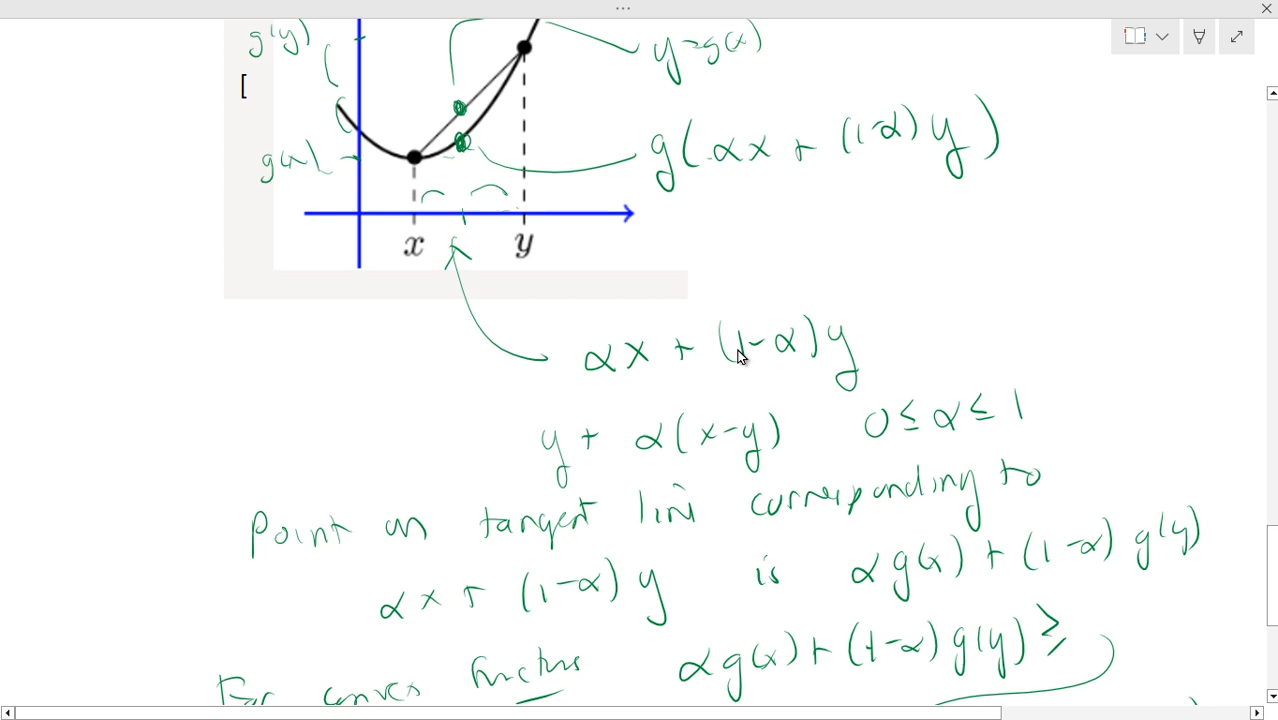 g(y)
y=g(x)
[
g(x)
g(αx + (1-α)y)
x y
αx + (1-α)y
y + α(x-y) 0 ≤ α ≤ 1
Point on tangent line corresponding to
αx + (1-α)y is αg(x) + (1-α)g(y)
For convex functions αg(x) + (1-α)g(y) ≥